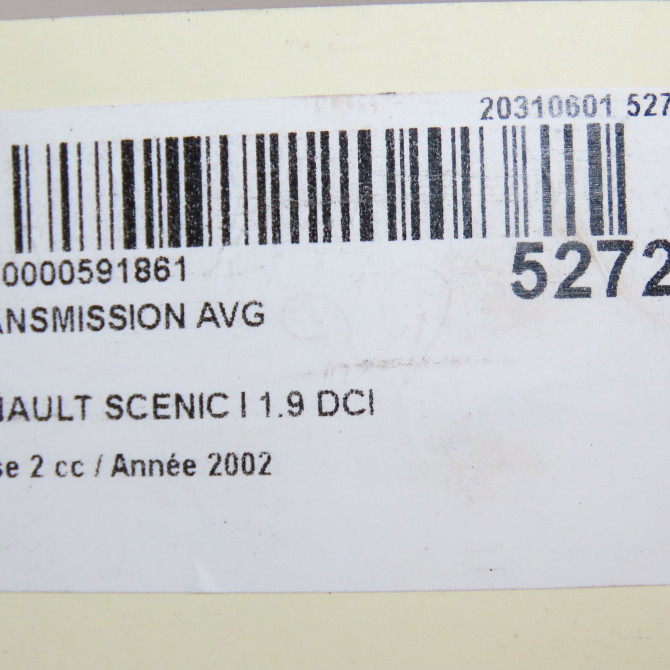 20310601 527
0000591861
5272
ANSMISSION AVG
NAULT SCENIC I 1.9 DCI
se 2 cc / Année 2002